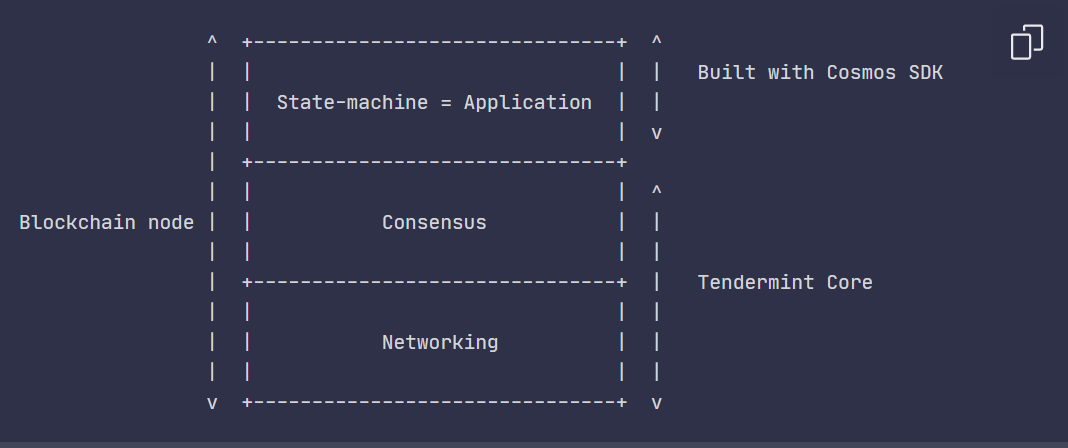 ^  +-------------------------------+  ^
|  |                               |  |   Built with Cosmos SDK
|  |  State-machine = Application  |  |
|  |                               |  v
|  +-------------------------------+
|  |                               |  ^
Blockchain node |  |           Consensus           |  |
|  |                               |  |
|  +-------------------------------+  |   Tendermint Core
|  |                               |  |
|  |           Networking          |  |
|  |                               |  |
v  +-------------------------------+  v